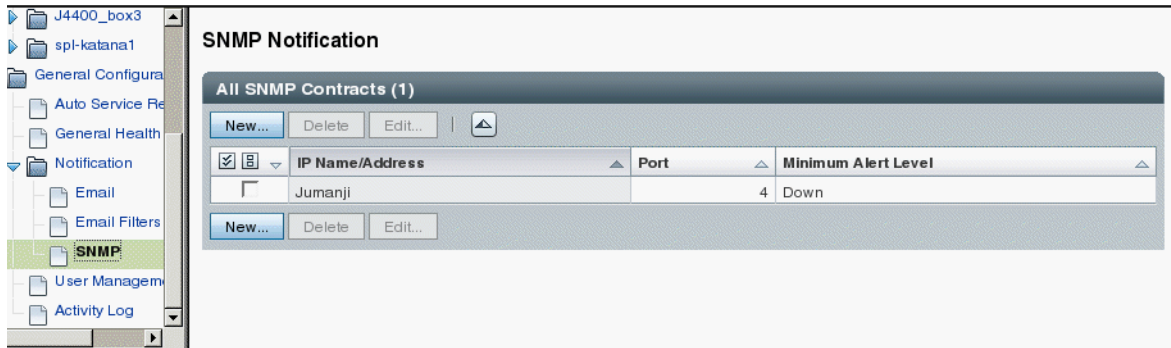 J4400_box3
spl-katana1
General Configura
Auto Service Re
General Health
Notification
Email
Email Filters
SNMP
User Managem
Activity Log
SNMP Notification
All SNMP Contracts (1)
New... Delete Edit...
IP Name/Address Port Minimum Alert Level
Jumanji 4 Down
New... Delete Edit...